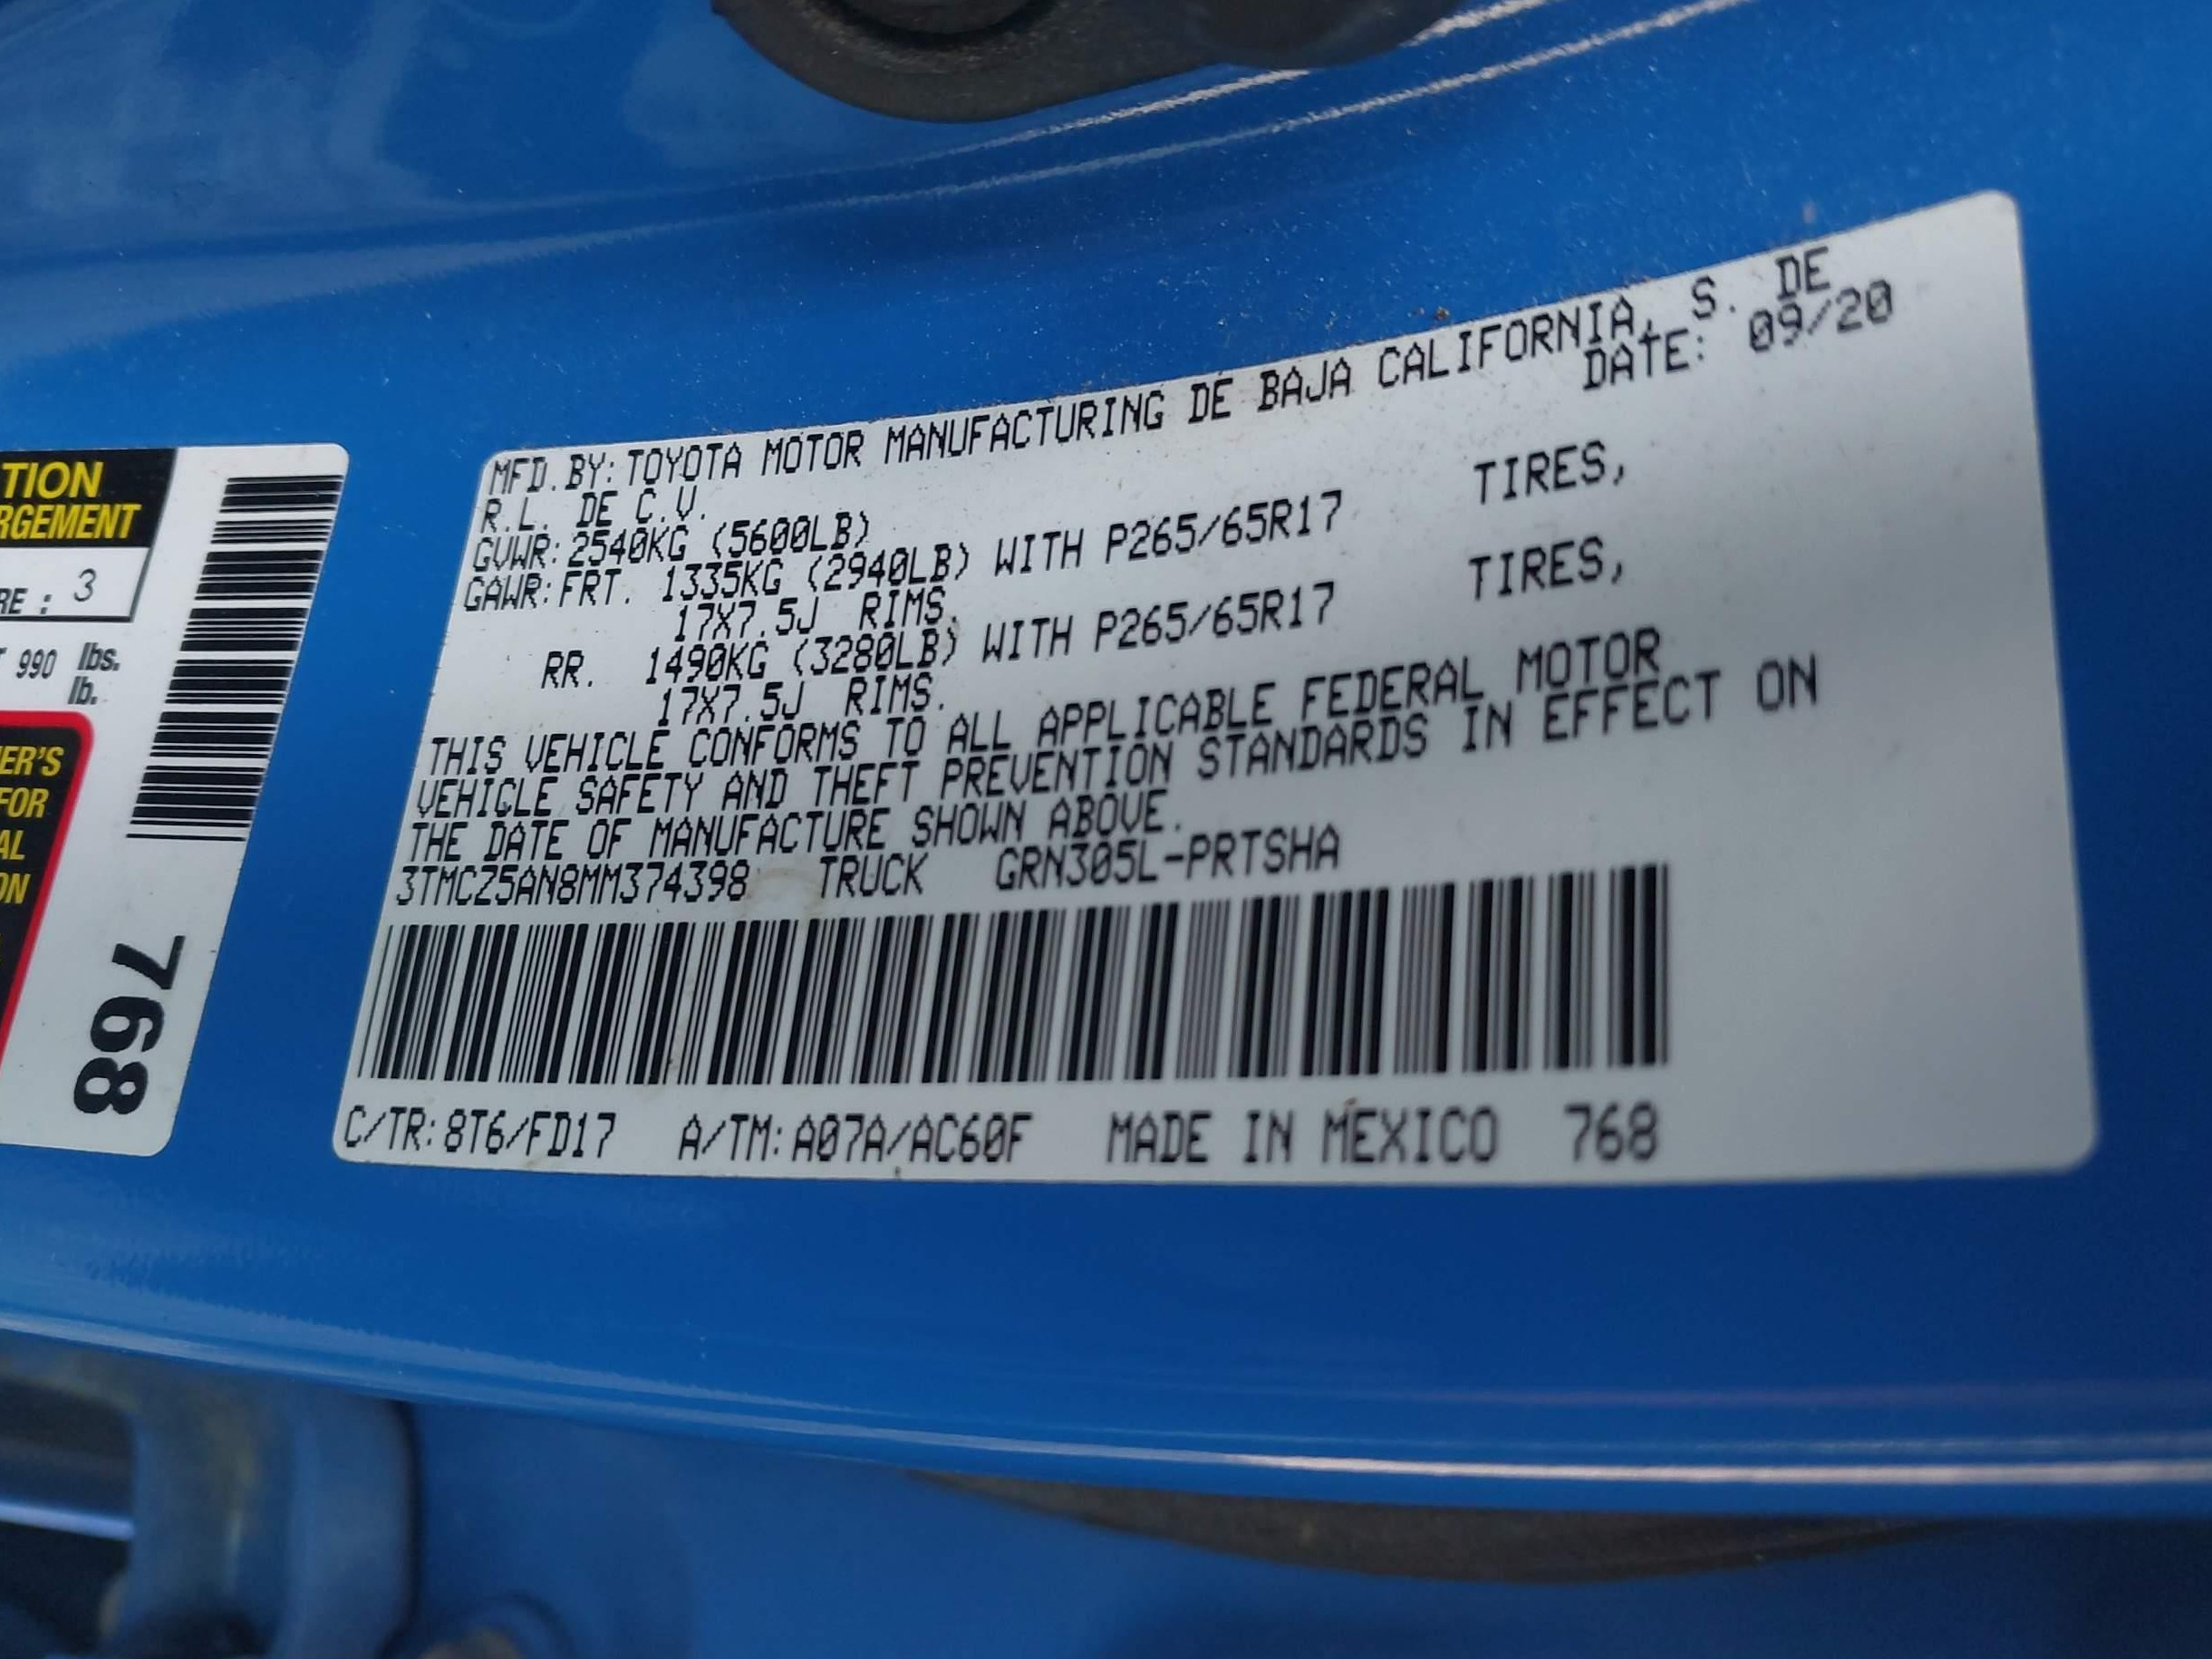 TION
RGEMENT
RE : 3
990 lbs.
lb.
ER'S
FOR
AL
ON
768
MFD.BY:TOYOTA MOTOR MANUFACTURING DE BAJA CALIFORNIA, S. DE
R.L. DE C.V. DATE: 09/20
GVWR:2540KG (5600LB)
GAWR:FRT. 1335KG (2940LB) WITH P265/65R17 TIRES,
17X7.5J RIMS.
RR. 1490KG (3280LB) WITH P265/65R17 TIRES,
17X7.5J RIMS.
THIS VEHICLE CONFORMS TO ALL APPLICABLE FEDERAL MOTOR
VEHICLE SAFETY AND THEFT PREVENTION STANDARDS IN EFFECT ON
THE DATE OF MANUFACTURE SHOWN ABOVE.
3TMCZ5AN8MM374398 TRUCK GRN305L-PRTSHA
C/TR:8T6/FD17 A/TM:A07A/AC60F MADE IN MEXICO 768